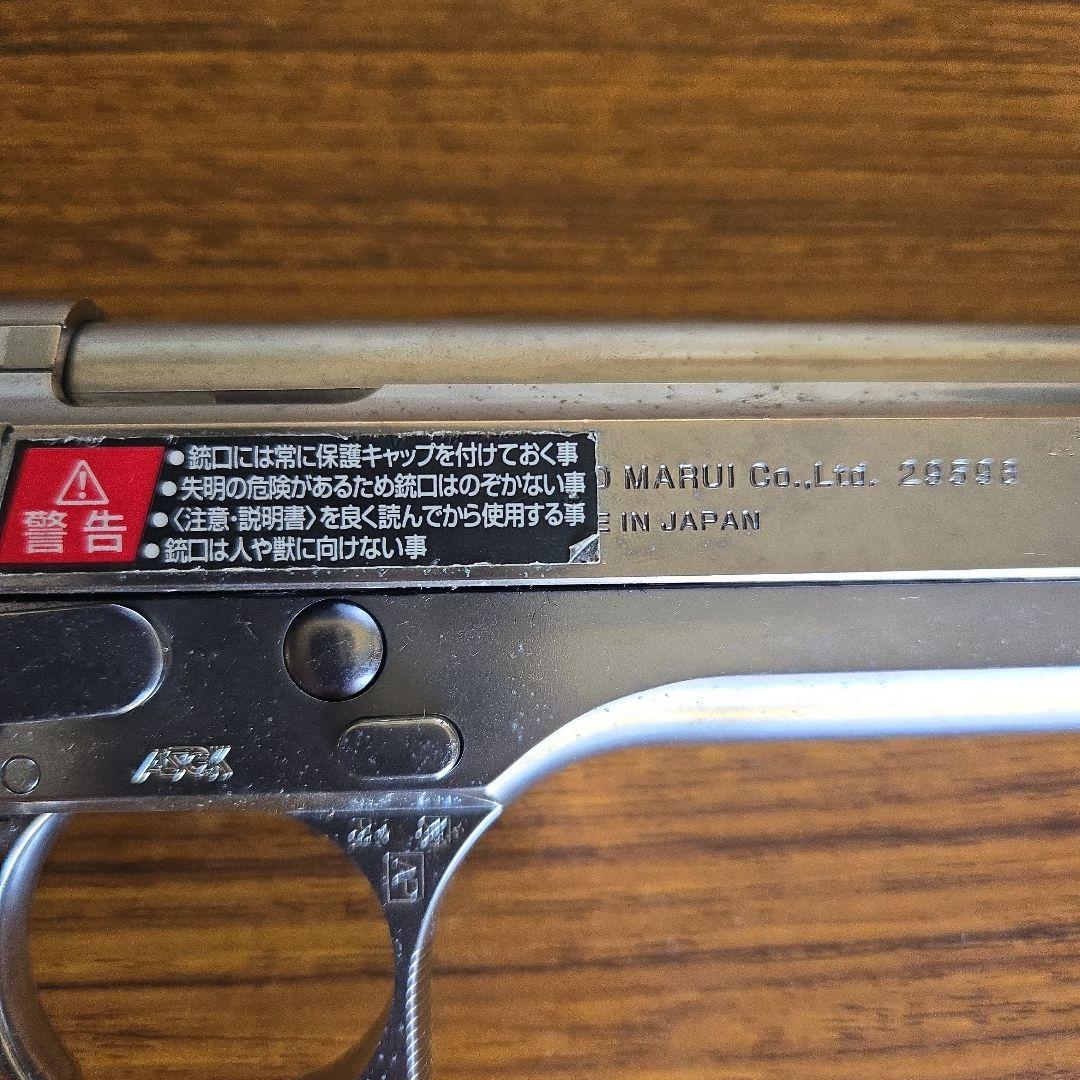 警告
●銃口には常に保護キャップを付けておく事
●失明の危険があるため銃口はのぞかない事
●〈注意・説明書〉を良く読んでから使用する事
●銃口は人や獣に向けない事
MARUI Co.,Ltd. 29598
IN JAPAN
ASGK